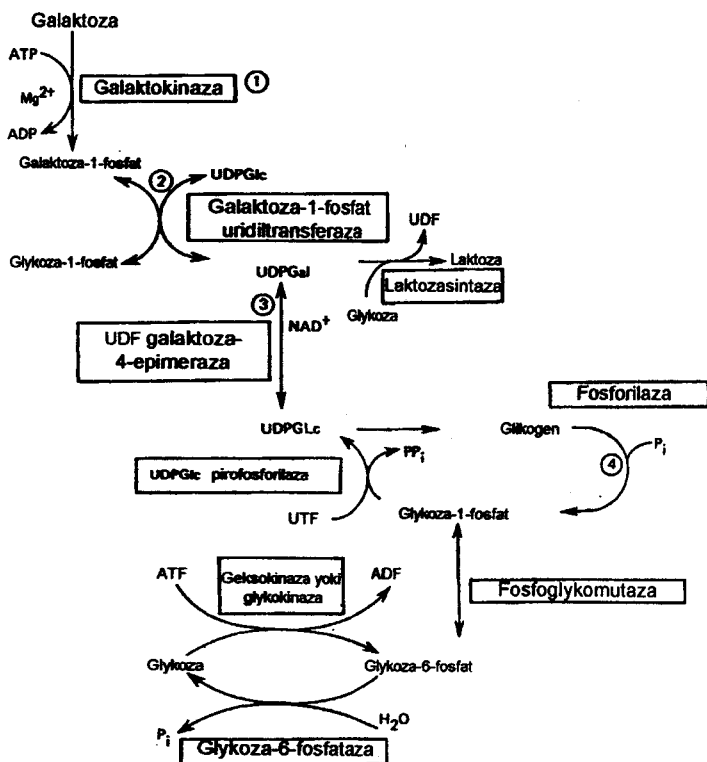 Galaktoza
ATP
Galaktokinaza
1
Mg2+
ADP
Galaktoza-1-fosfat
2
UDPGlc
Galaktoza-1-fosfat
uridiltransferaza
UDF
Glykoza-1-fosfat
UDPGal
Laktoza
Laktozasintaza
Glykoza
3
NAD+
UDF galaktoza-
4-epimeraza
Fosforilaza
UDPGLc
Glilkogen
Pi
4
PPi
UDPGlc pirofosforilaza
UTF
Glykoza-1-fosfat
ATF
Geksokinaza yoki
glykokinaza
ADF
Fosfoglykomutaza
Glykoza
Glykoza-6-fosfat
H2O
Pi
Glykoza-6-fosfataza